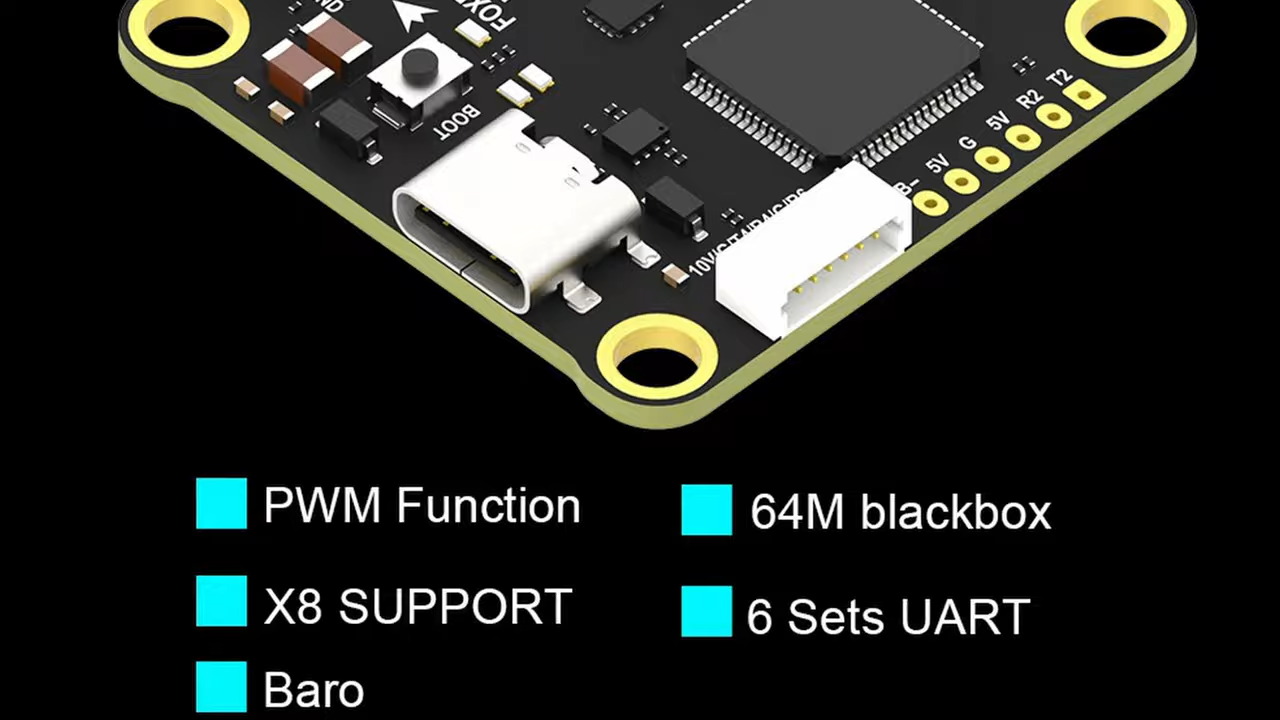 BOOT
T2
R2
5V
G
5V
B-
PWM Function
64M blackbox
X8 SUPPORT
6 Sets UART
Baro